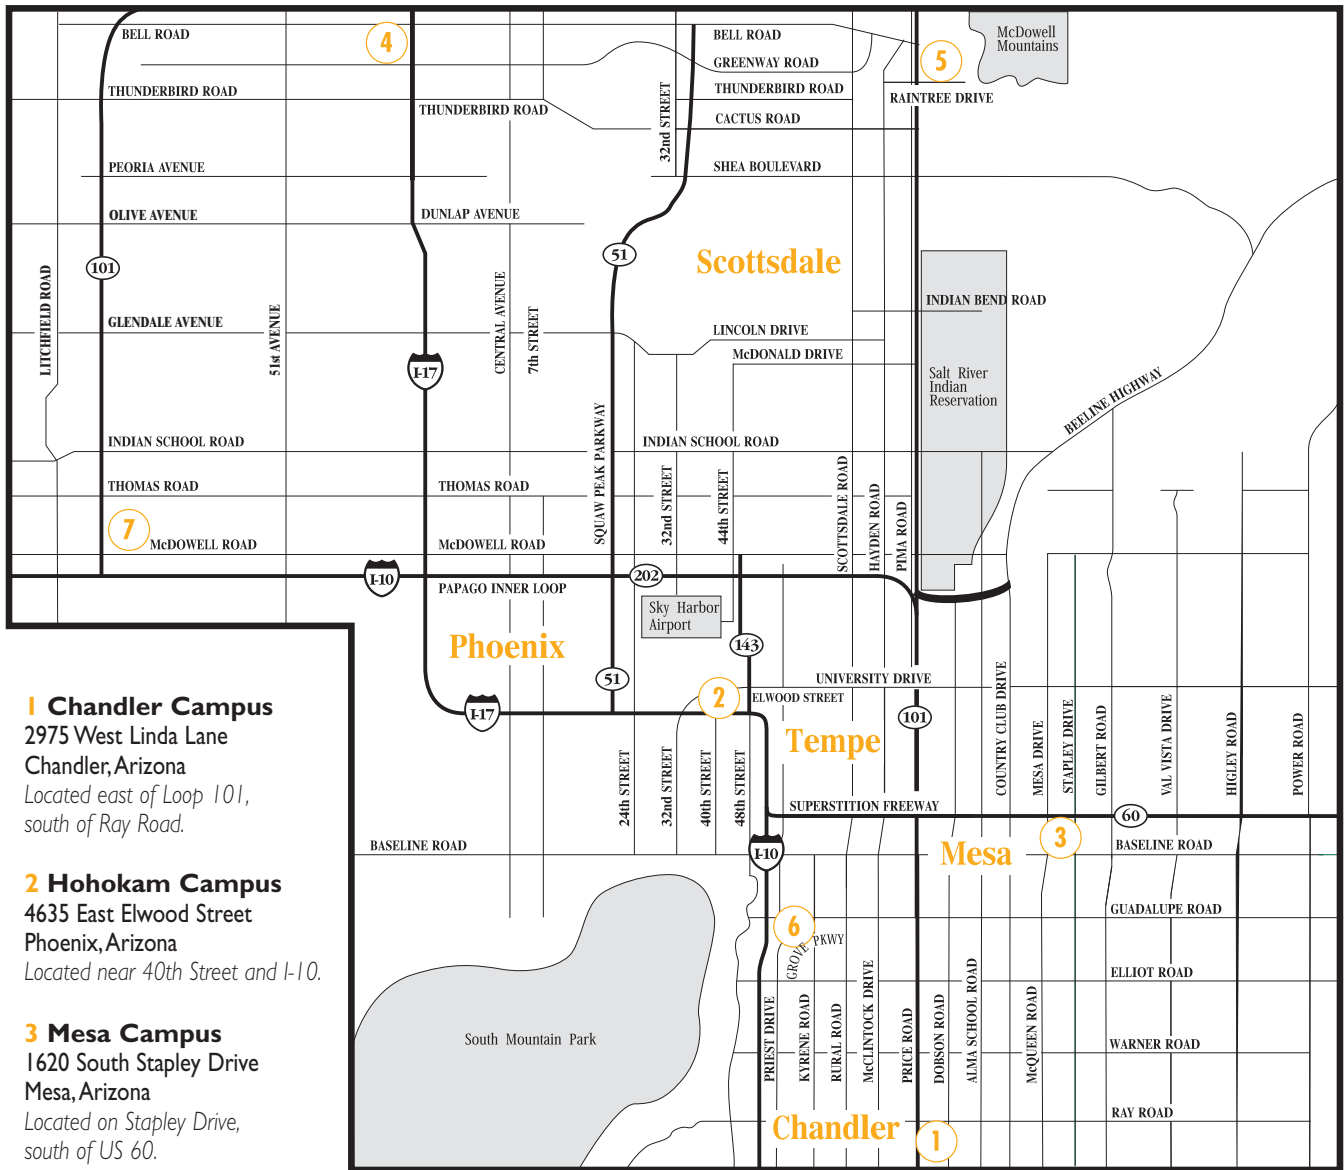 BELL ROAD
4
BELL ROAD
McDowell
Mountains
GREENWAY ROAD
5
THUNDERBIRD ROAD
THUNDERBIRD ROAD
THUNDERBIRD ROAD
RAINTREE DRIVE
32nd STREET
CACTUS ROAD
PEORIA AVENUE
SHEA BOULEVARD
OLIVE AVENUE
DUNLAP AVENUE
101
51
Scottsdale
LITCHFIELD ROAD
51st AVENUE
CENTRAL AVENUE
7th STREET
INDIAN BEND ROAD
GLENDALE AVENUE
LINCOLN DRIVE
McDONALD DRIVE
I-17
Salt River
Indian
Reservation
BEELINE HIGHWAY
INDIAN SCHOOL ROAD
SQUAW PEAK PARKWAY
INDIAN SCHOOL ROAD
THOMAS ROAD
THOMAS ROAD
32nd STREET
44th STREET
SCOTTSDALE ROAD
HAYDEN ROAD
PIMA ROAD
7
McDOWELL ROAD
McDOWELL ROAD
I-10
202
PAPAGO INNER LOOP
Sky Harbor
Airport
Phoenix
143
51
2
UNIVERSITY DRIVE
ELWOOD STREET
I-17
101
Tempe
COUNTRY CLUB DRIVE
MESA DRIVE
STAPLEY DRIVE
GILBERT ROAD
VAL VISTA DRIVE
HIGLEY ROAD
POWER ROAD
24th STREET
32nd STREET
40th STREET
48th STREET
SUPERSTITION FREEWAY
60
BASELINE ROAD
I-10
Mesa
3
BASELINE ROAD
6
GROVE PKWY
GUADALUPE ROAD
ELLIOT ROAD
South Mountain Park
PRIEST DRIVE
KYRENE ROAD
RURAL ROAD
McCLINTOCK DRIVE
PRICE ROAD
DOBSON ROAD
ALMA SCHOOL ROAD
McQUEEN ROAD
WARNER ROAD
RAY ROAD
Chandler
1
1 Chandler Campus
2975 West Linda Lane
Chandler, Arizona
Located east of Loop 101,
south of Ray Road.
2 Hohokam Campus
4635 East Elwood Street
Phoenix, Arizona
Located near 40th Street and I-10.
3 Mesa Campus
1620 South Stapley Drive
Mesa, Arizona
Located on Stapley Drive,
south of US 60.